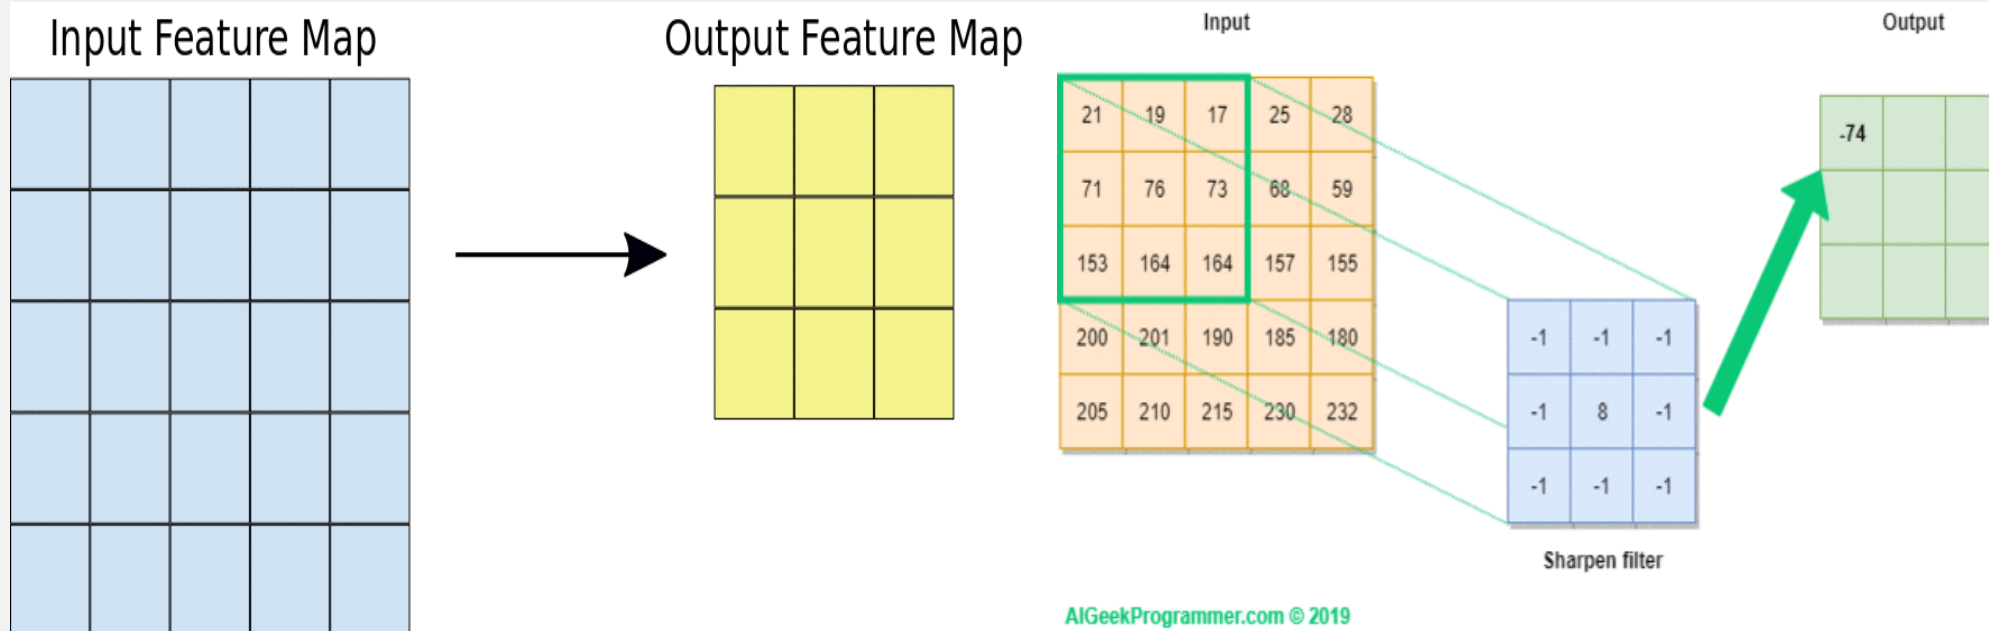 Input Feature Map
Output Feature Map
Input
21 19 17 25 28
71 76 73 68 59
153 164 164 157 155
200 201 190 185 180
205 210 215 230 232
-1 -1 -1
-1 8 -1
-1 -1 -1
Sharpen filter
Output
-74
AIGeekProgrammer.com © 2019